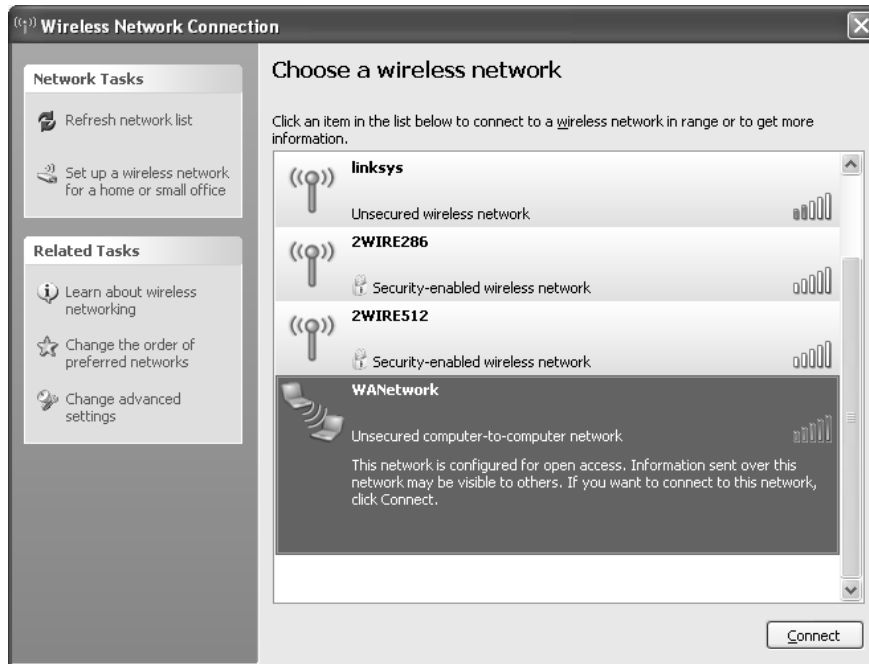 Wireless Network Connection
Network Tasks
Refresh network list
Set up a wireless network
for a home or small office
Related Tasks
Learn about wireless
networking
Change the order of
preferred networks
Change advanced
settings
Choose a wireless network
Click an item in the list below to connect to a wireless network in range or to get more
information.
linksys
Unsecured wireless network
2WIRE286
Security-enabled wireless network
2WIRE512
Security-enabled wireless network
WANetwork
Unsecured computer-to-computer network
This network is configured for open access. Information sent over this
network may be visible to others. If you want to connect to this network,
click Connect.
Connect